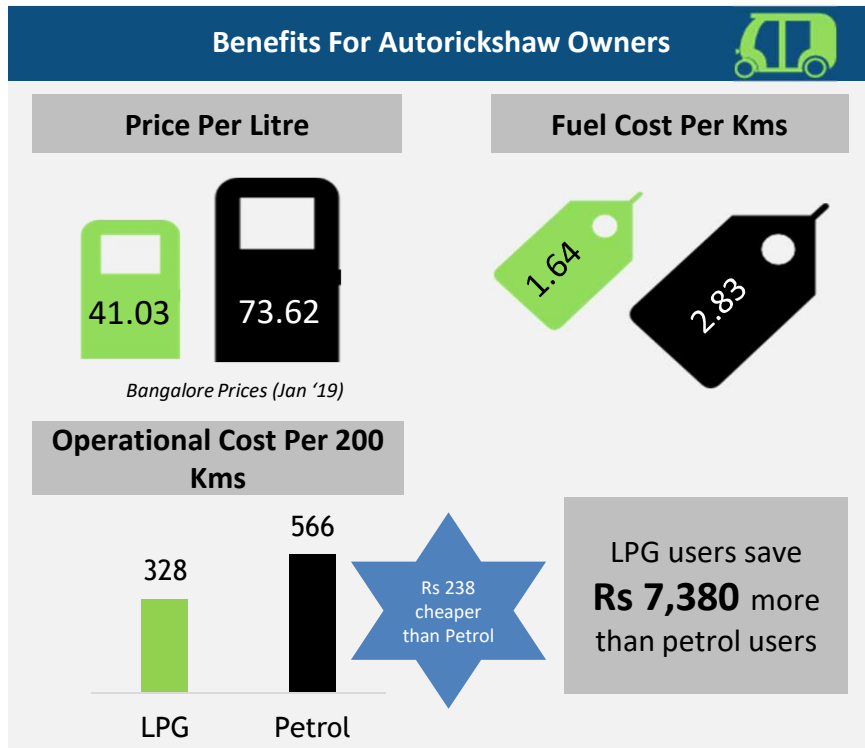 Benefits For Autorickshaw Owners
Price Per Litre
41.03
73.62
Bangalore Prices (Jan ‘19)
Fuel Cost Per Kms
1.64
2.83
Operational Cost Per 200
Kms
328
566
LPG
Petrol
Rs 238
cheaper
than Petrol
LPG users save
Rs 7,380 more
than petrol users